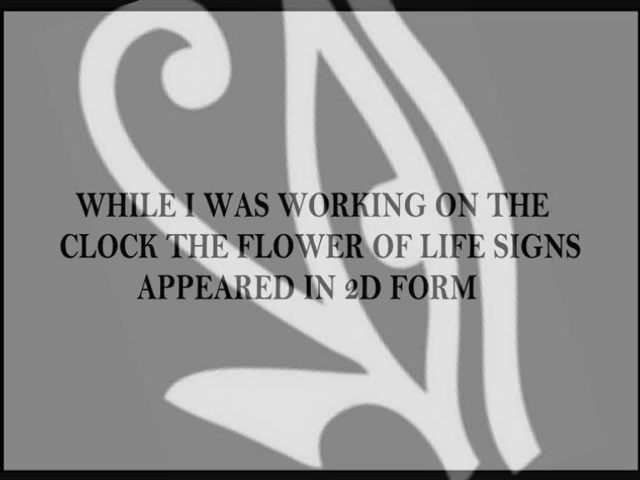 WHILE I WAS WORKING ON THE
CLOCK THE FLOWER OF LIFE SIGNS
APPEARED IN 2D FORM